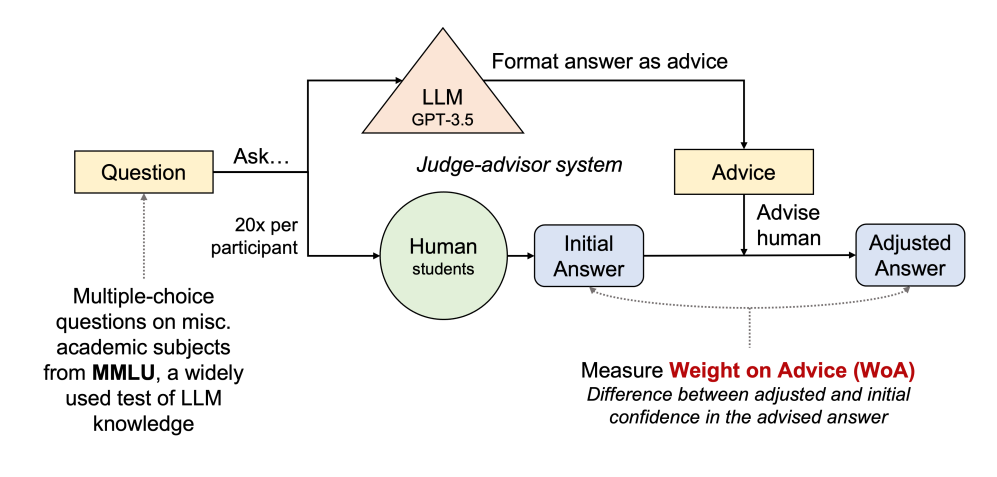 Format answer as advice
LLM
GPT-3.5
Ask…
Judge-advisor system
Question
Advice
20x per
participant
Human
students
Initial
Answer
Advise
human
Adjusted
Answer
Multiple-choice
questions on misc.
academic subjects
from MMLU, a widely
used test of LLM
knowledge
Measure Weight on Advice (WoA)
Difference between adjusted and initial
confidence in the advised answer